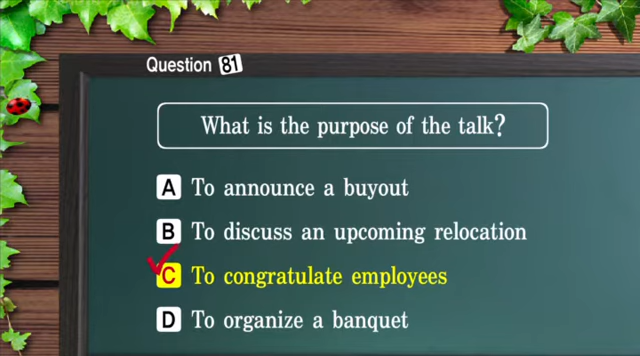 Question 81
What is the purpose of the talk?
A To announce a buyout
B To discuss an upcoming relocation
C To congratulate employees
D To organize a banquet